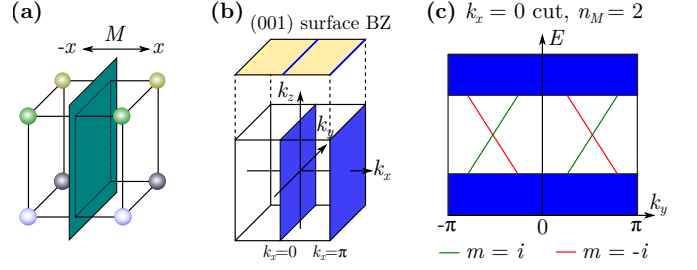 (a)
M
-x
x
(b)
(001) surface BZ
k_z
k_y
k_x
k_x=0
k_x=π
(c)
k_x = 0 cut, n_M = 2
E
k_y
-π
0
π
m = i
m = -i